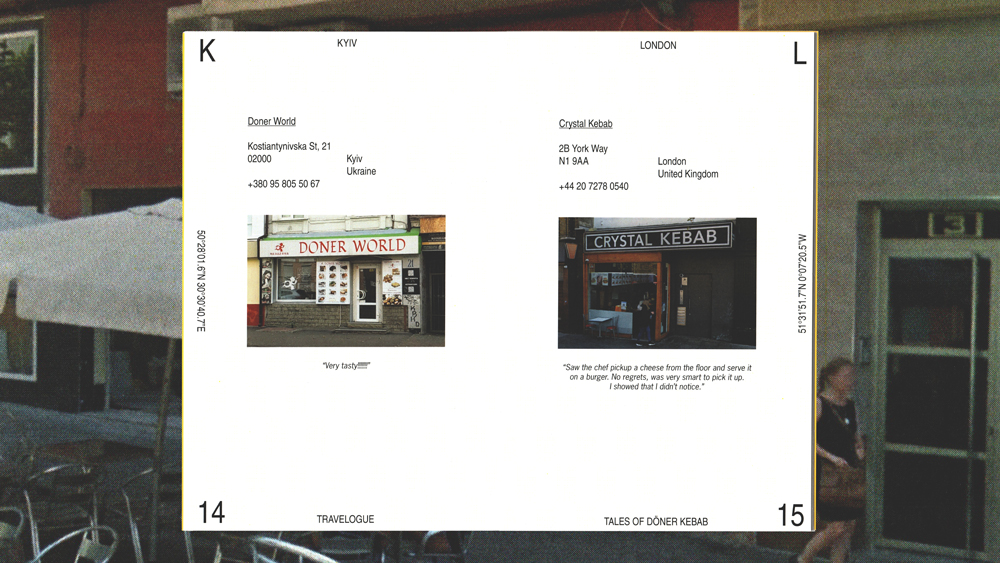 K
KYIV
Doner World
Kostiantynivska St, 21
02000
Kyiv
Ukraine
+380 95 805 50 67
50°28'01.6"N 30°30'40.7"E
DONER WORLD
21
"Very tasty!!!!!!!!"
14
TRAVELOGUE
LONDON
L
Crystal Kebab
2B York Way
N1 9AA
London
United Kingdom
+44 20 7278 0540
CRYSTAL KEBAB
51°31'51.7"N 0°07'20.5"W
"Saw the chef pickup a cheese from the floor and serve it
on a burger. No regrets, was very smart to pick it up.
I showed that I didn't notice."
TALES OF DÖNER KEBAB
15
3